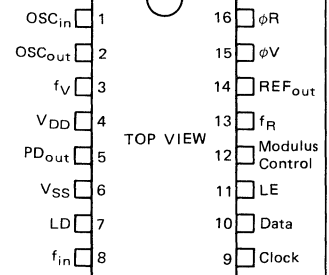 OSCin 1 16 φR
OSCout 2 15 φV
fV 3 14 REFout
VDD 4 13 fR
TOP VIEW
PDout 5 12 Modulus Control
VSS 6 11 LE
LD 7 10 Data
fin 8 9 Clock